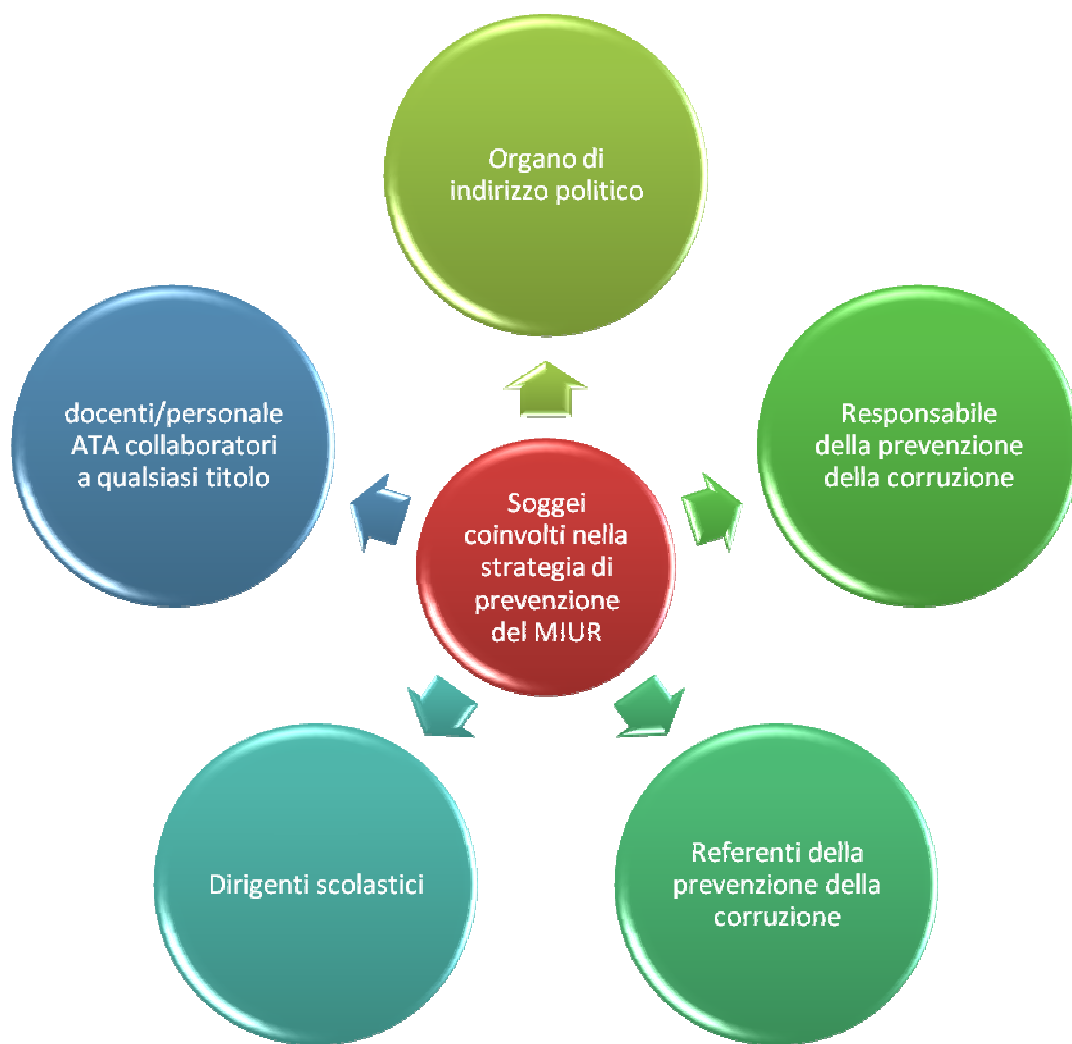 Organo di
indirizzo politico
docenti/personale
ATA collaboratori
a qualsiasi titolo
Responsabile
della prevenzione
della corruzione
Soggei
coinvolti nella
strategia di
prevenzione
del MIUR
Dirigenti scolastici
Referenti della
prevenzione della
corruzione